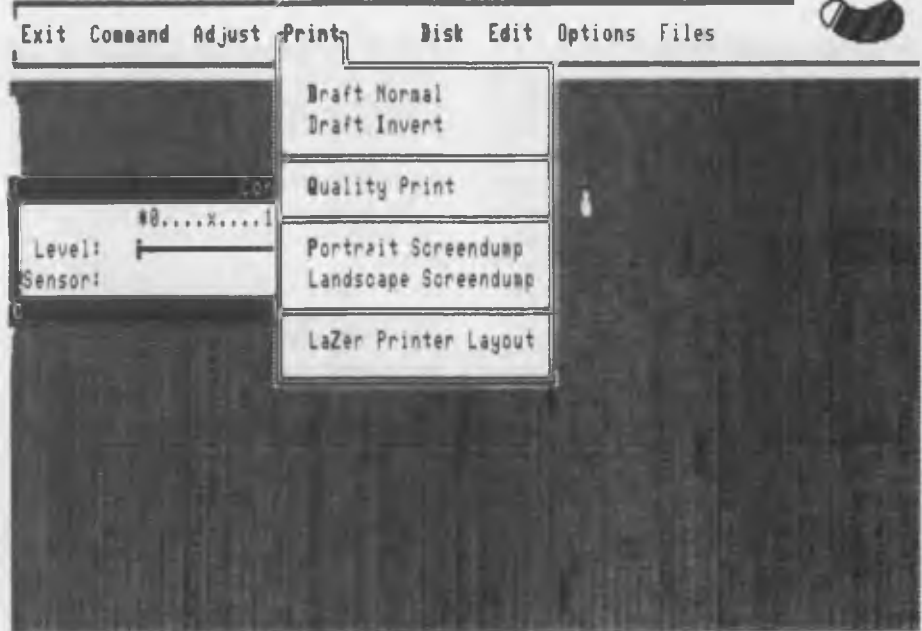 Exit Command Adjust Print Disk Edit Options Files
Draft Normal
Draft Invert
Quality Print
Portrait Screendump
Landscape Screendump
LaZer Printer Layout
*0....x....1
Level:
Sensor: